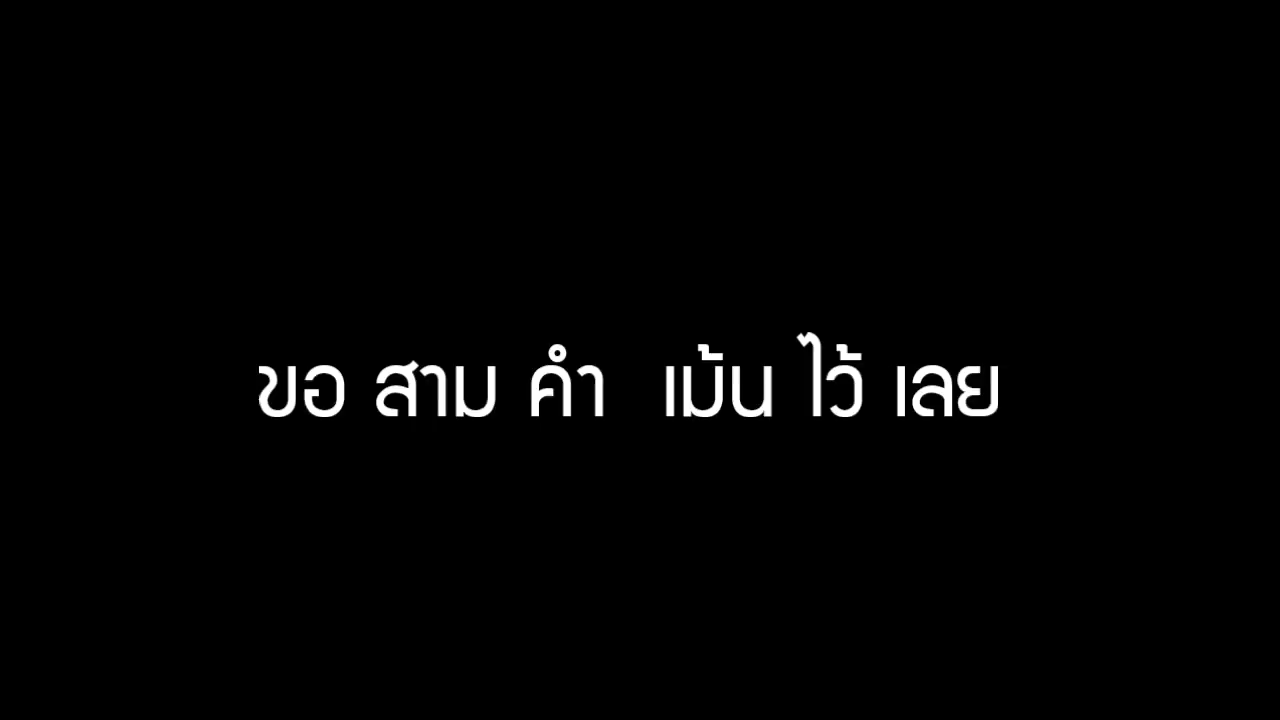 ขอ สาม คำ  เม้น ไว้ เลย